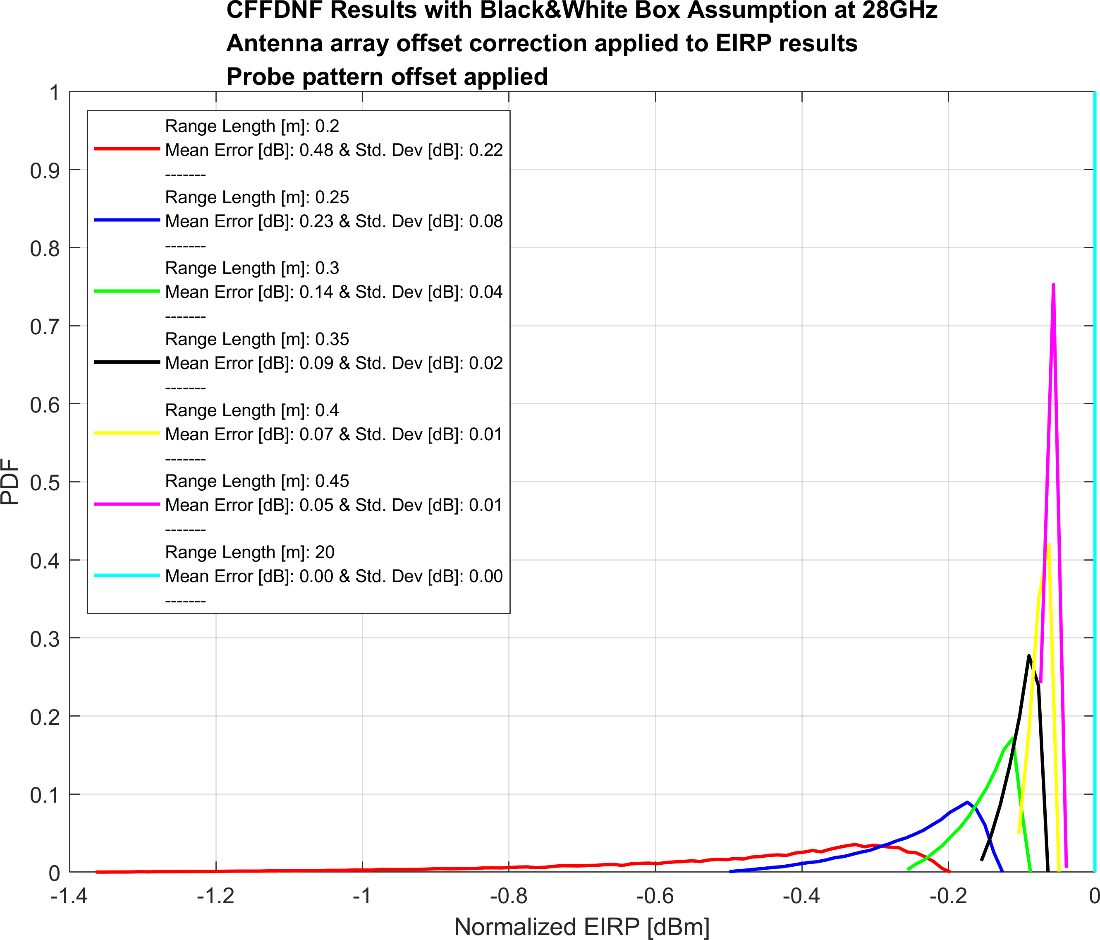 CFFDNF Results with Black&White Box Assumption at 28GHz
Antenna array offset correction applied to EIRP results
Probe pattern offset applied
1
0.9
0.8
0.7
0.6
0.5
0.4
0.3
0.2
0.1
0
PDF
Range Length [m]: 0.2
Mean Error [dB]: 0.48 & Std. Dev [dB]: 0.22
-------
Range Length [m]: 0.25
Mean Error [dB]: 0.23 & Std. Dev [dB]: 0.08
-------
Range Length [m]: 0.3
Mean Error [dB]: 0.14 & Std. Dev [dB]: 0.04
-------
Range Length [m]: 0.35
Mean Error [dB]: 0.09 & Std. Dev [dB]: 0.02
-------
Range Length [m]: 0.4
Mean Error [dB]: 0.07 & Std. Dev [dB]: 0.01
-------
Range Length [m]: 0.45
Mean Error [dB]: 0.05 & Std. Dev [dB]: 0.01
-------
Range Length [m]: 20
Mean Error [dB]: 0.00 & Std. Dev [dB]: 0.00
-------
-1.4 -1.2 -1 -0.8 -0.6 -0.4 -0.2 0
Normalized EIRP [dBm]